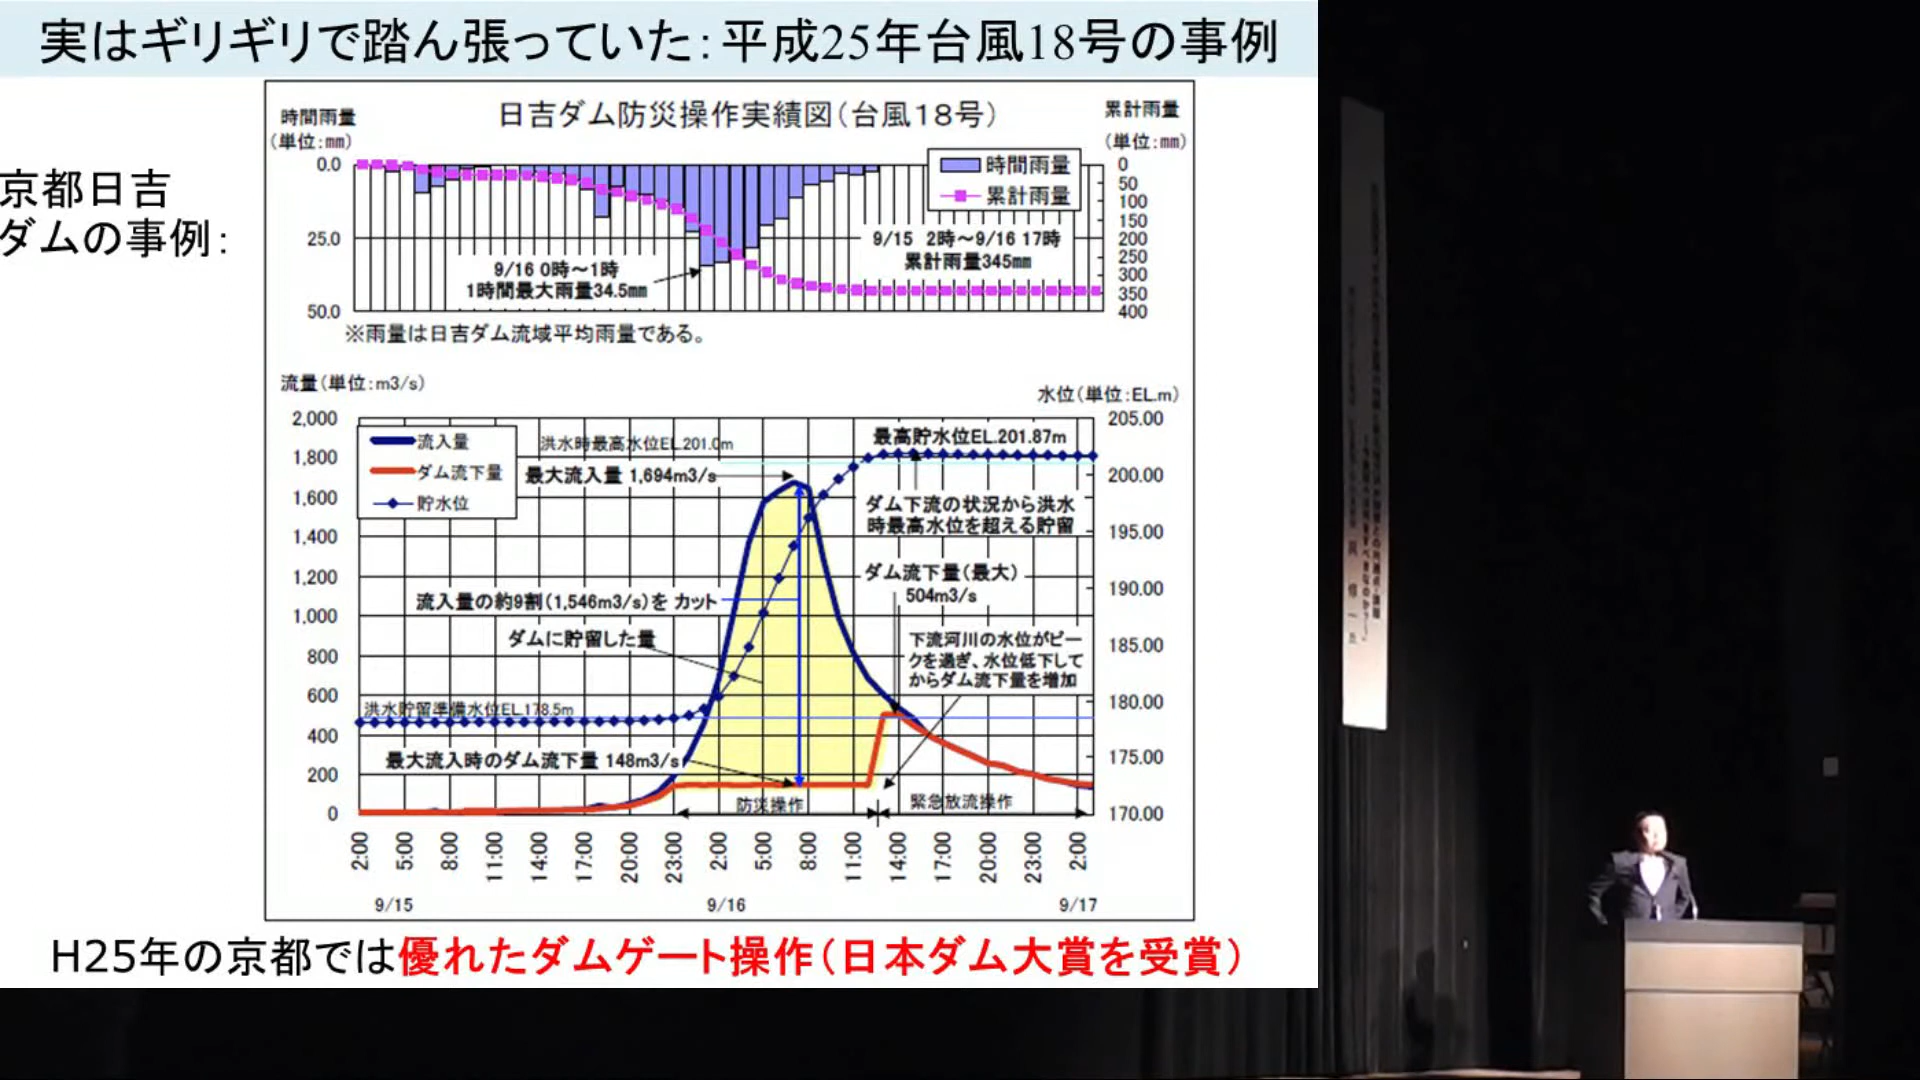 実はギリギリで踏ん張っていた：平成25年台風18号の事例
京都日吉
ダムの事例：
日吉ダム防災操作実績図（台風１８号）
時間雨量
（単位：mm）
累計雨量
（単位：mm）
0.0
25.0
50.0
0
50
100
150
200
250
300
350
400
時間雨量
累計雨量
9/15　2時～9/16 17時
累計雨量345mm
9/16 0時～1時
1時間最大雨量34.5mm
※雨量は日吉ダム流域平均雨量である。
流量（単位：m3/s）
水位（単位：EL.m）
2,000
1,800
1,600
1,400
1,200
1,000
800
600
400
200
0
205.00
200.00
195.00
190.00
185.00
180.00
175.00
170.00
流入量
ダム流下量
貯水位
洪水時最高水位EL.201.0m
最大流入量 1,694m3/s
最高貯水位EL.201.87m
ダム下流の状況から洪水
時最高水位を超える貯留
ダム流下量（最大）
504m3/s
流入量の約9割（1,546m3/s）を カット
ダムに貯留した量
下流河川の水位がピー
クを過ぎ、水位低下して
からダム流下量を増加
洪水貯留準備水位EL.178.5m
最大流入時のダム流下量 148m3/s
防災操作
緊急放流操作
2:00
5:00
8:00
11:00
14:00
17:00
20:00
23:00
2:00
5:00
8:00
11:00
14:00
17:00
20:00
23:00
2:00
9/15
9/16
9/17
H25年の京都では優れたダムゲート操作（日本ダム大賞を受賞）